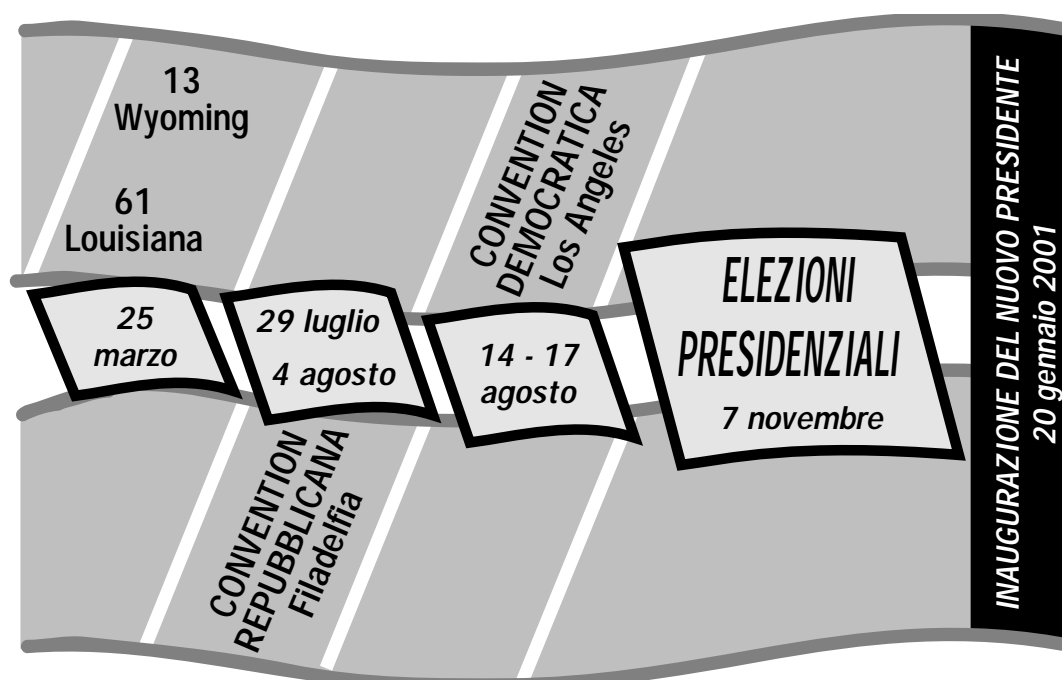 13
Wyoming
61
Louisiana
25
marzo
29 luglio
4 agosto
CONVENTION
REPUBBLICANA
Filadelfia
CONVENTION
DEMOCRATICA
Los Angeles
14 - 17
agosto
ELEZIONI
PRESIDENZIALI
7 novembre
INAUGURAZIONE DEL NUOVO PRESIDENTE
20 gennaio 2001